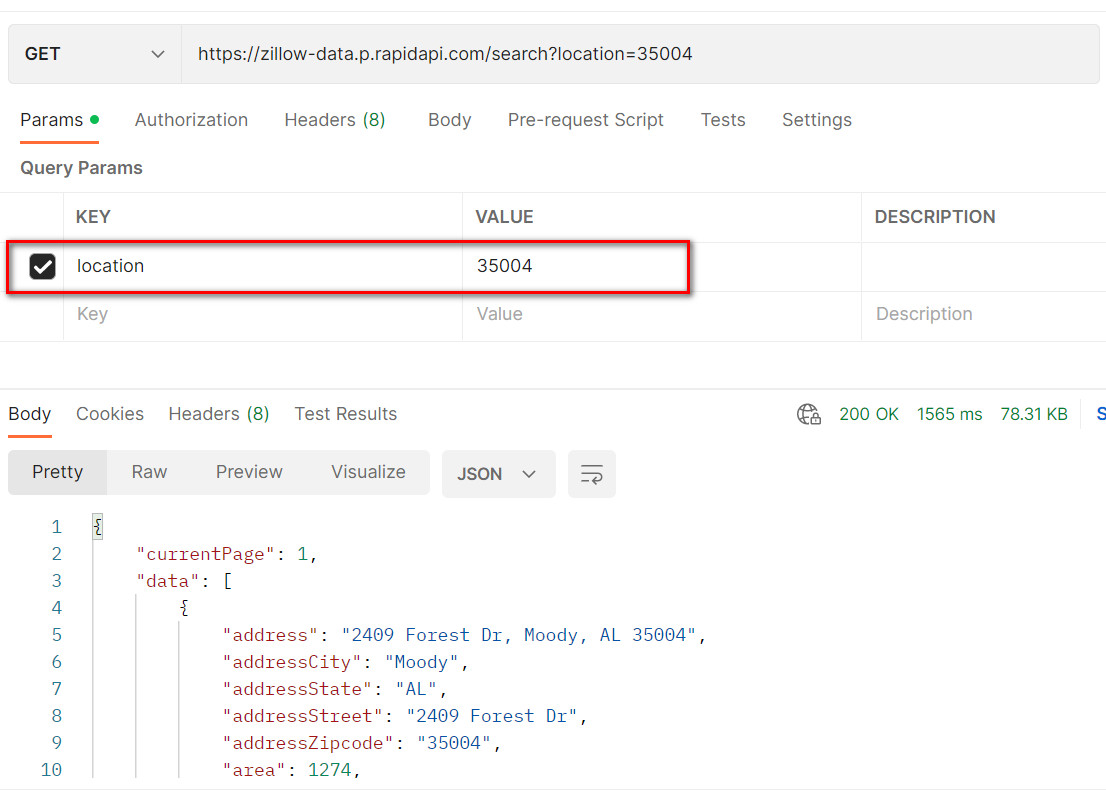 GET https://zillow-data.p.rapidapi.com/search?location=35004
Params Authorization Headers (8) Body Pre-request Script Tests Settings
Query Params
KEY VALUE DESCRIPTION
location 35004
Key Value Description
Body Cookies Headers (8) Test Results 200 OK 1565 ms 78.31 KB S
Pretty Raw Preview Visualize JSON
1 {
2 "currentPage": 1,
3 "data": [
4 {
5 "address": "2409 Forest Dr, Moody, AL 35004",
6 "addressCity": "Moody",
7 "addressState": "AL",
8 "addressStreet": "2409 Forest Dr",
9 "addressZipcode": "35004",
10 "area": 1274,